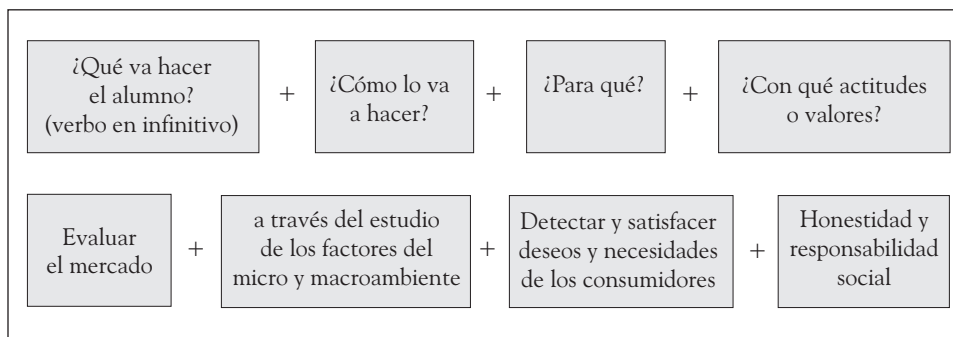 ¿Qué va hacer
el alumno?
(verbo en infinitivo)
+
¿Cómo lo va
a hacer?
+
¿Para qué?
+
¿Con qué actitudes
o valores?
Evaluar
el mercado
+
a través del estudio
de los factores del
micro y macroambiente
+
Detectar y satisfacer
deseos y necesidades
de los consumidores
+
Honestidad y
responsabilidad
social